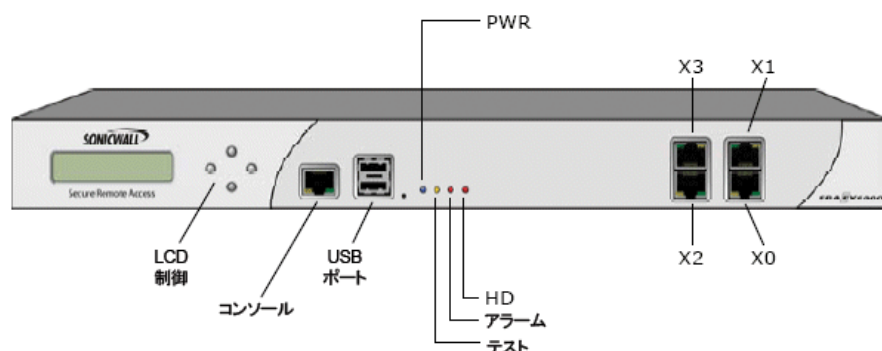 PWR
X3
X1
SONICWALL
Secure Remote Access
X2
X0
LCD
制御
USB
ポート
コンソール
HD
アラーム
テスト